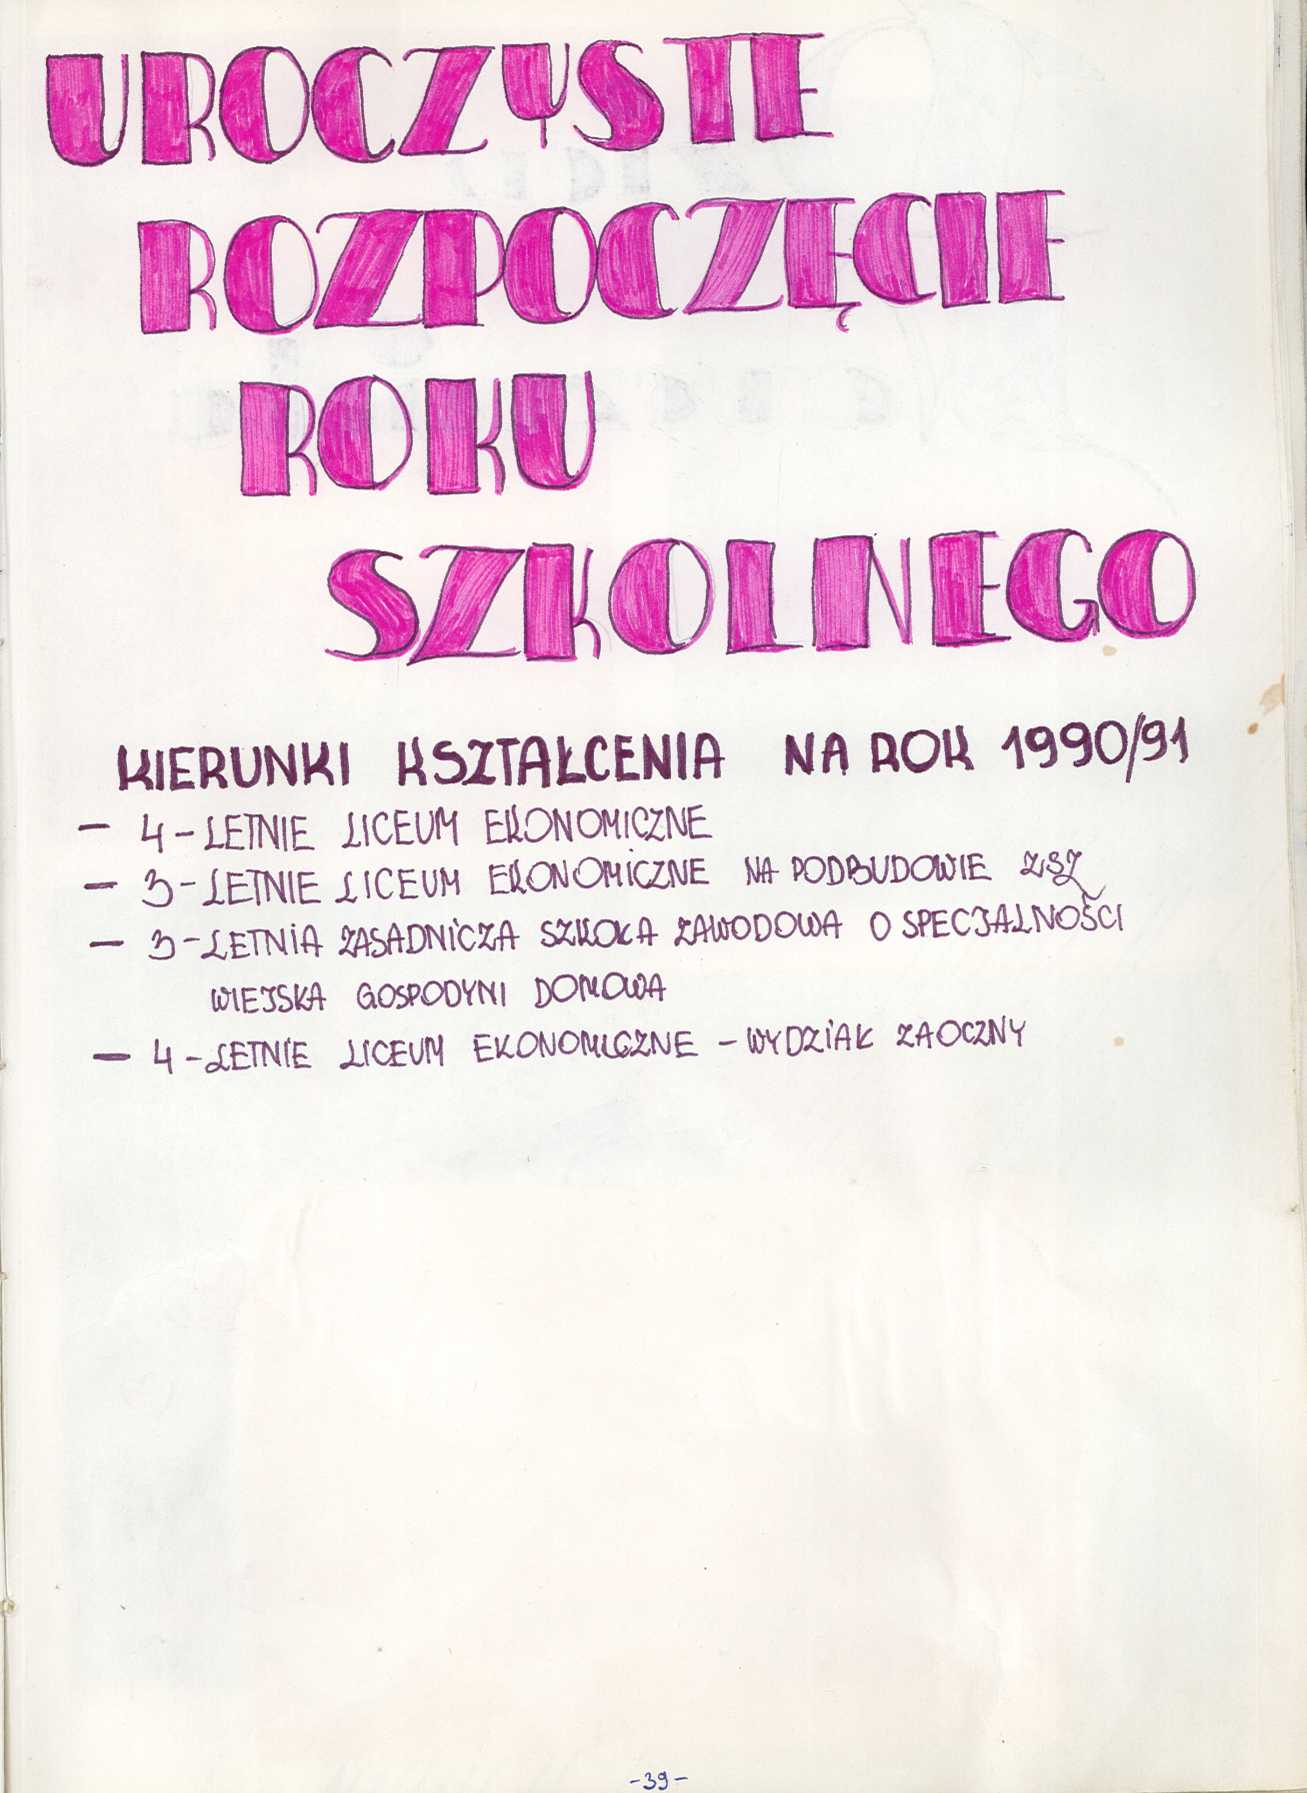 UROCZYSTE
ROZPOCZĘCIE
ROKU
SZKOLNEGO
KIERUNKI KSZTAŁCENIA NA ROK 1990/91
— 4-LETNIE LICEUM EKONOMICZNE
— 3-LETNIE LICEUM EKONOMICZNE NA PODBUDOWIE ZSZ
— 3-LETNIA ZASADNICZA SZKOŁA ZAWODOWA O SPECJALNOŚCI
WIEJSKA GOSPODYNI DOMOWA
— 4-LETNIE LICEUM EKONOMICZNE - WYDZIAŁ ZAOCZNY
-39-